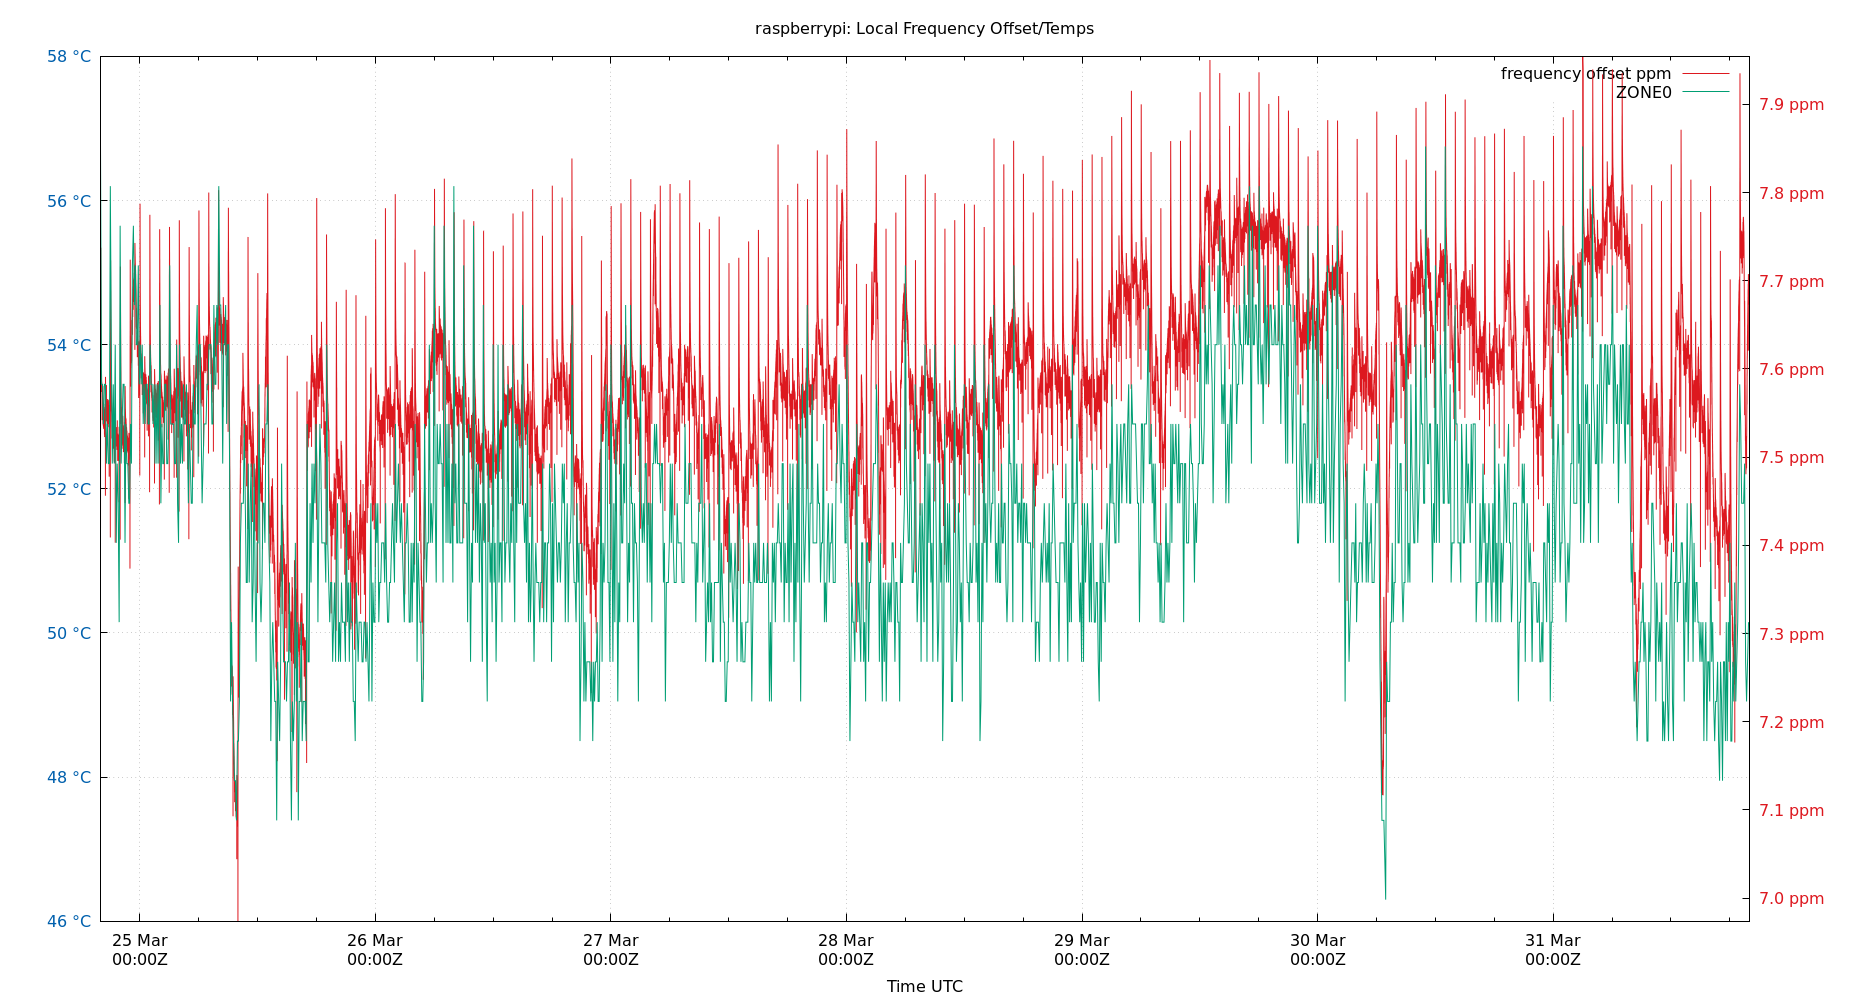 raspberrypi: Local Frequency Offset/Temps
58 °C
56 °C
54 °C
52 °C
50 °C
48 °C
46 °C
frequency offset ppm
ZONE0
7.9 ppm
7.8 ppm
7.7 ppm
7.6 ppm
7.5 ppm
7.4 ppm
7.3 ppm
7.2 ppm
7.1 ppm
7.0 ppm
25 Mar
00:00Z
26 Mar
00:00Z
27 Mar
00:00Z
28 Mar
00:00Z
29 Mar
00:00Z
30 Mar
00:00Z
31 Mar
00:00Z
Time UTC